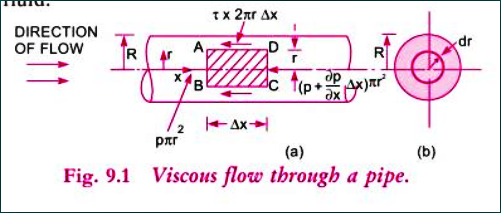 τ x 2πr Δx
DIRECTION
OF FLOW
R
r
A
D
r
R
dr
x
B
C
(p + ∂p/∂x Δx)πr²
pπr²
Δx
(a)
(b)
Fig. 9.1 Viscous flow through a pipe.